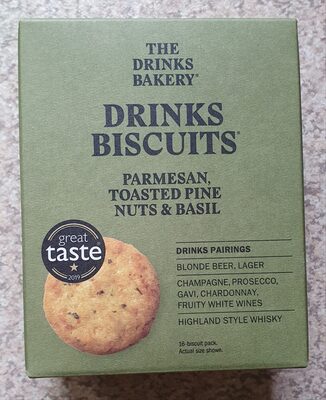 THE
DRINKS
BAKERY®
DRINKS
BISCUITS®
PARMESAN,
TOASTED PINE
NUTS & BASIL
great
taste
2019
DRINKS PAIRINGS
BLONDE BEER, LAGER
CHAMPAGNE, PROSECCO,
GAVI, CHARDONNAY,
FRUITY WHITE WINES
HIGHLAND STYLE WHISKY
16-biscuit pack.
Actual size shown.